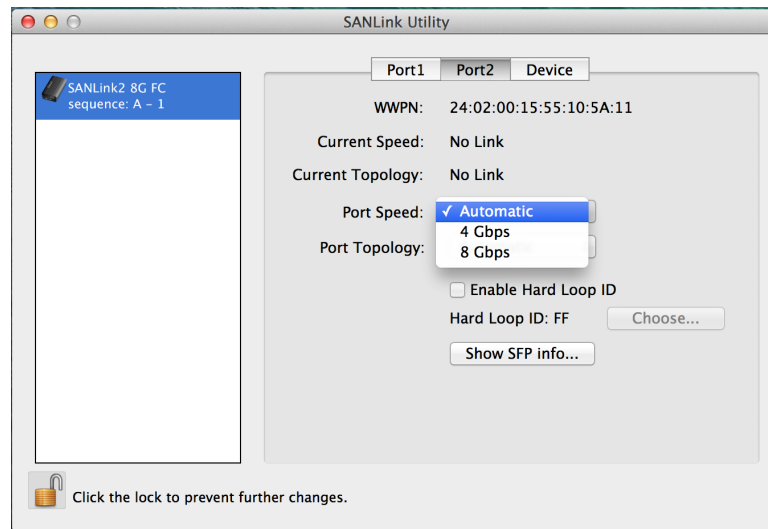 SANLink Utility
SANLink2 8G FC
sequence: A – 1
Port1 Port2 Device
WWPN: 24:02:00:15:55:10:5A:11
Current Speed: No Link
Current Topology: No Link
Port Speed: ✓ Automatic
4 Gbps
8 Gbps
Port Topology:
Enable Hard Loop ID
Hard Loop ID: FF Choose...
Show SFP info...
Click the lock to prevent further changes.